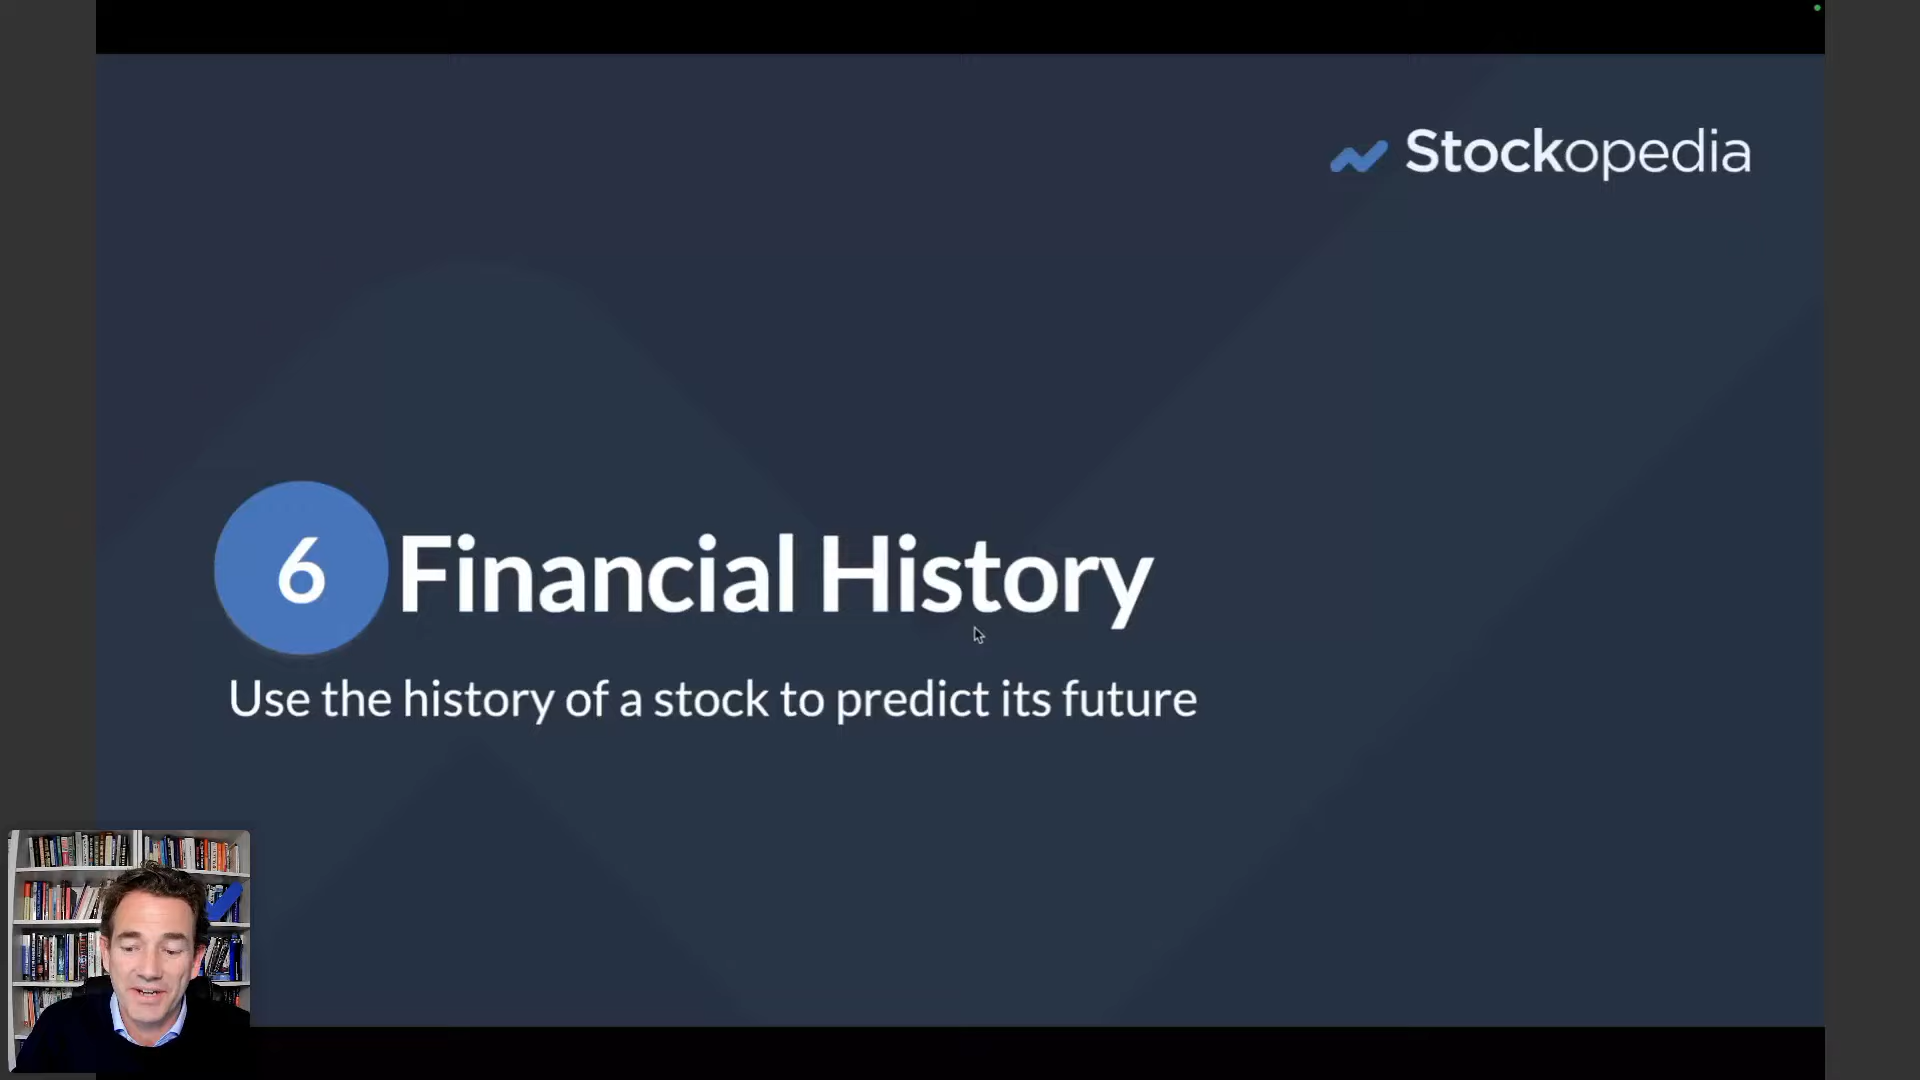 Stockopedia
6 Financial History
Use the history of a stock to predict its future